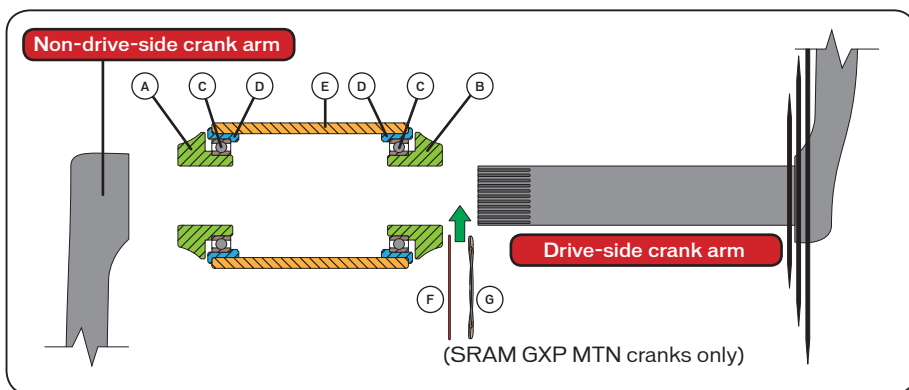 Non-drive-side crank arm
A
C
D
E
D
C
B
Drive-side crank arm
F
G
(SRAM GXP MTN cranks only)